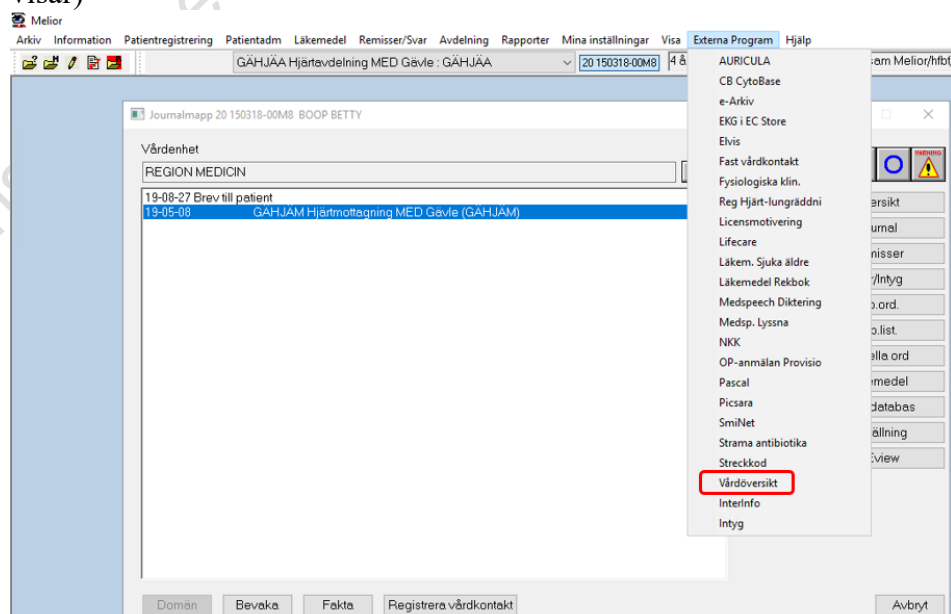 Visar)
Melior
Arkiv Information Patientregistrering Patientadm Läkemedel Remisser/Svar Avdelning Rapporter Mina inställningar Visa Externa Program Hjälp
GÄHJÄA Hjärtavdelning MED Gävle : GÄHJÄA 20 150318-00M8 4 å
sam Melior/hfbt
Journalmapp 20 150318-00M8 BOOP BETTY
Vårdenhet
REGION MEDICIN
19-08-27 Brev till patient
19-05-08 GÄHJÄM Hjärtmottagning MED Gävle (GÄHJÄM)
AURICULA
CB CytoBase
e-Arkiv
EKG i EC Store
Elvis
Fast vårdkontakt
Fysiologiska klin.
Reg Hjärt-lungräddni
Licensmotivering
Lifecare
Läkem. Sjuka äldre
Läkemedel Rekbok
Medspeech Diktering
Medsp. Lyssna
NKK
OP-anmälan Provisio
Pascal
Picsara
SmiNet
Strama antibiotika
Streckkod
Vårdöversikt
InterInfo
Intyg
WARNING
ersikt
urnal
nisser
r/Intyg
o.ord.
o.list.
ella ord
emedel
databas
ällning
view
Domän Bevaka Fakta Registrera vårdkontakt Avbryt